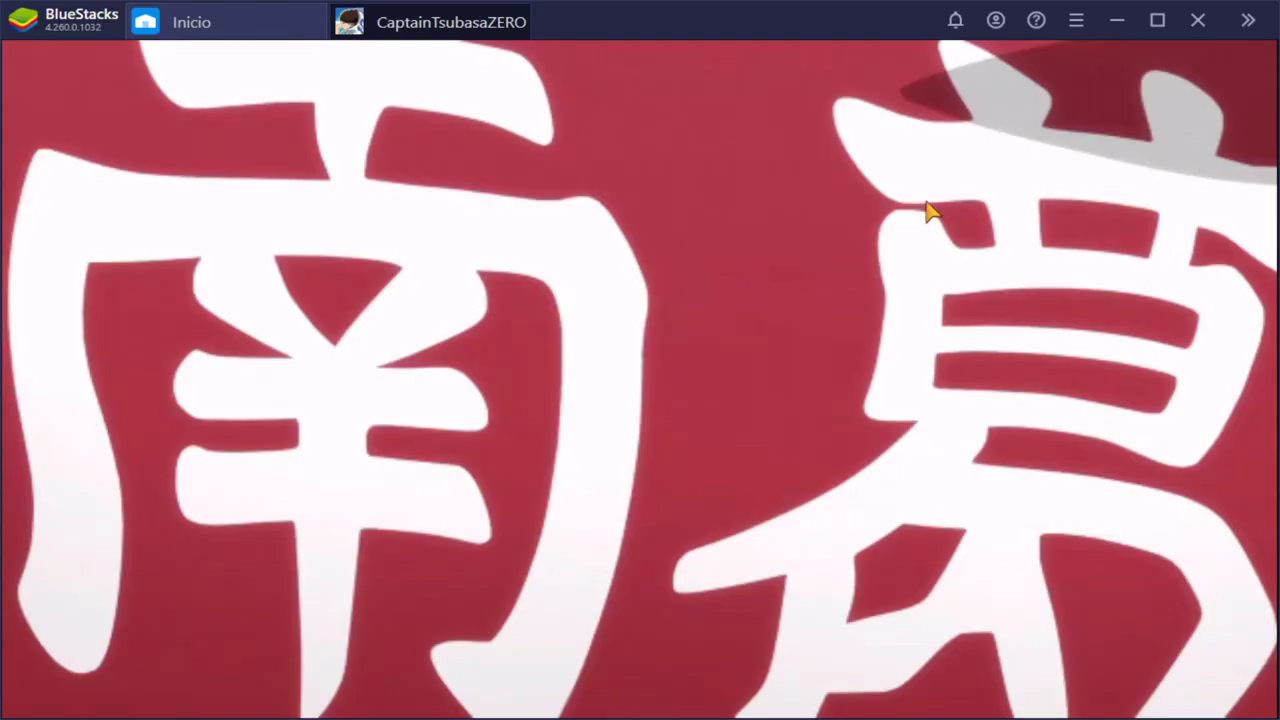 BlueStacks
4.260.0.1032
Inicio
CaptainTsubasaZERO
南葛